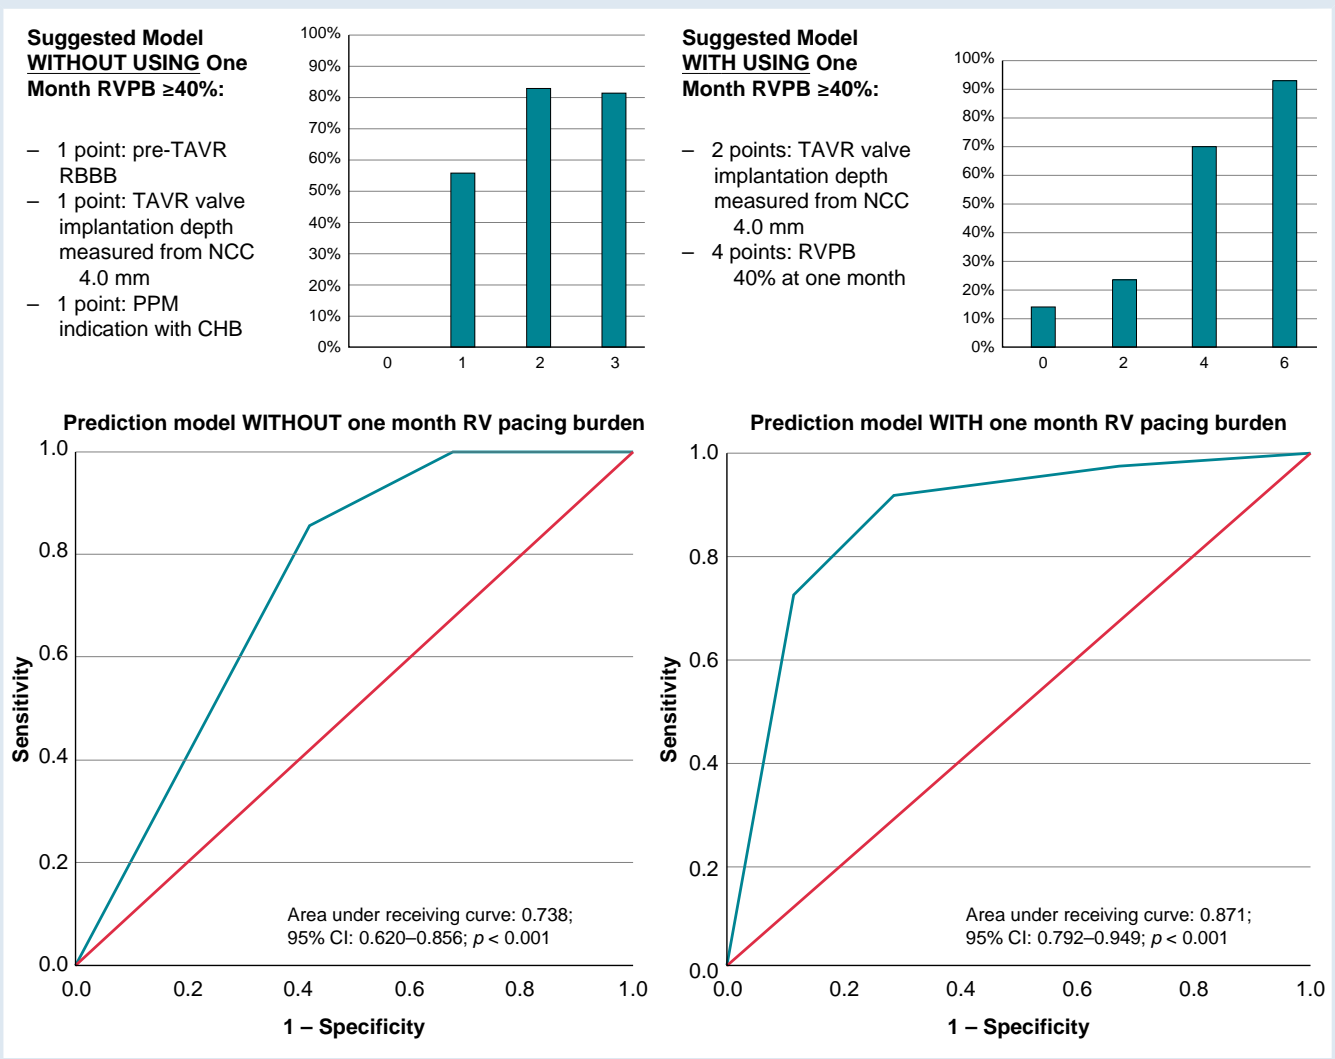 Suggested Model
WITHOUT USING One
Month RVPB ≥40%:
– 1 point: pre-TAVR
RBBB
– 1 point: TAVR valve
implantation depth
measured from NCC
4.0 mm
– 1 point: PPM
indication with CHB
100%
90%
80%
70%
60%
50%
40%
30%
20%
10%
0%
0 1 2 3
Suggested Model
WITH USING One
Month RVPB ≥40%:
– 2 points: TAVR valve
implantation depth
measured from NCC
4.0 mm
– 4 points: RVPB
40% at one month
100%
90%
80%
70%
60%
50%
40%
30%
20%
10%
0%
0 2 4 6
Prediction model WITHOUT one month RV pacing burden
Sensitivity
1.0
0.8
0.6
0.4
0.2
0.0
Area under receiving curve: 0.738;
95% CI: 0.620–0.856; p < 0.001
0.0 0.2 0.4 0.6 0.8 1.0
1 – Specificity
Prediction model WITH one month RV pacing burden
Sensitivity
1.0
0.8
0.6
0.4
0.2
0.0
Area under receiving curve: 0.871;
95% CI: 0.792–0.949; p < 0.001
0.0 0.2 0.4 0.6 0.8 1.0
1 – Specificity